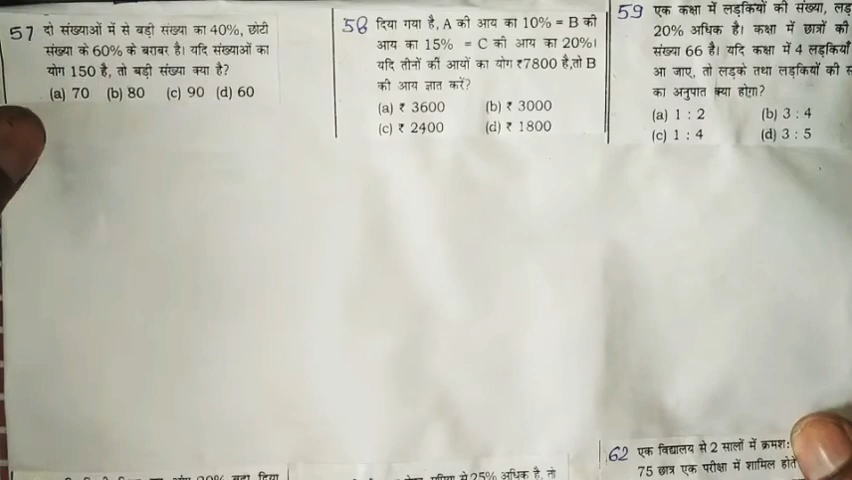 57 दो संख्याओं में से बड़ी संख्या का 40%, छोटी
संख्या के 60% के बराबर है। यदि संख्याओं का
योग 150 है, तो बड़ी संख्या क्या है?
(a) 70 (b) 80 (c) 90 (d) 60
58 दिया गया है, A की आय का 10% = B की
आय का 15% = C की आय का 20%।
यदि तीनों की आयों का योग ₹7800 है,तो B
की आय ज्ञात करें?
(a) ₹ 3600 (b) ₹ 3000
(c) ₹ 2400 (d) ₹ 1800
59 एक कक्षा में लड़कियों की संख्या,
20% अधिक है। कक्षा में छात्रों की
संख्या 66 है। यदि कक्षा में 4 लड़कियाँ
आ जाए, तो लड़के तथा लड़कियों की
का अनुपात क्या होगा?
(a) 1 : 2 (b) 3 : 4
(c) 1 : 4 (d) 3 : 5
62 एक विद्यालय से 2 सालों में क्रमश:
75 छात्र एक परीक्षा में शामिल होते
से 25% अधिक है, तो